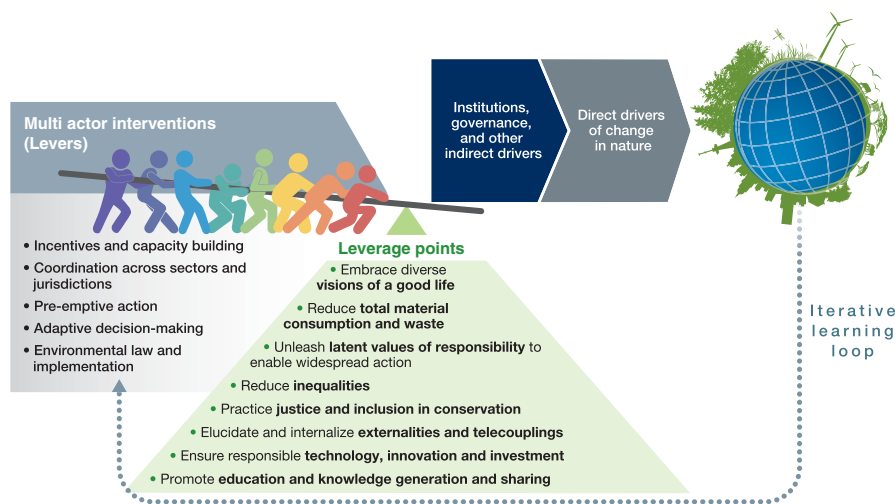 Multi actor interventions
(Levers)
• Incentives and capacity building
• Coordination across sectors and
jurisdictions
• Pre-emptive action
• Adaptive decision-making
• Environmental law and
implementation
Institutions,
governance,
and other
indirect drivers
Direct drivers
of change
in nature
Leverage points
• Embrace diverse
visions of a good life
• Reduce total material
consumption and waste
• Unleash latent values of responsibility to
enable widespread action
• Reduce inequalities
• Practice justice and inclusion in conservation
• Elucidate and internalize externalities and telecouplings
• Ensure responsible technology, innovation and investment
• Promote education and knowledge generation and sharing
Iterative
learning
loop